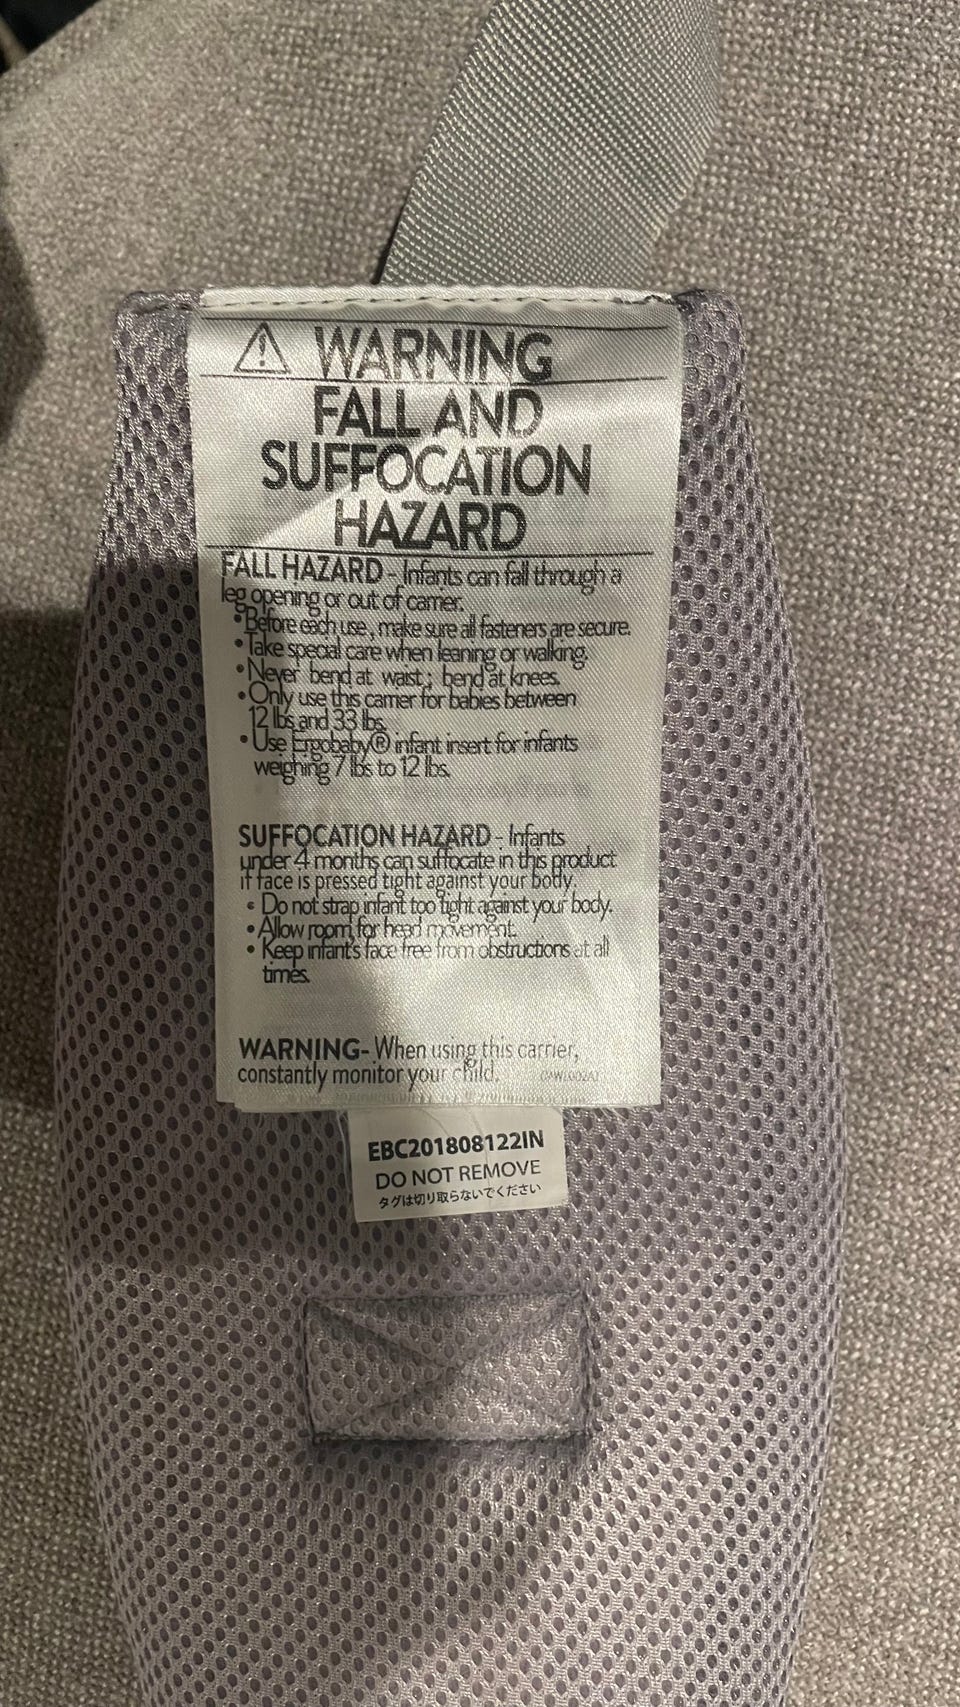 WARNING
FALL AND
SUFFOCATION
HAZARD
FALL HAZARD - Infants can fall through a
leg opening or out of carrier.
• Before each use, make sure all fasteners are secure.
• Take special care when leaning or walking.
• Never bend at waist; bend at knees.
• Only use this carrier for babies between
12 lbs and 33 lbs.
• Use Ergobaby® infant insert for infants
weighing 7 lbs to 12 lbs.
SUFFOCATION HAZARD - Infants
under 4 months can suffocate in this product
if face is pressed tight against your body.
• Do not strap infant too tight against your body.
• Allow room for head movement.
• Keep infant's face free from obstructions at all
times.
WARNING- When using this carrier,
constantly monitor your child.
EBC201808122IN
DO NOT REMOVE
タグは切り取らないでください